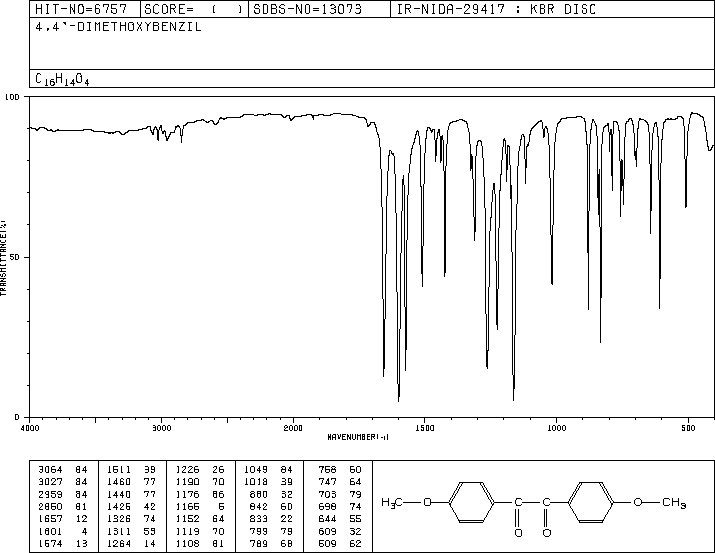 HIT-NO=6757 SCORE= ( ) SDBS-NO=13073 IR-NIDA-29417 : KBR DISC
4,4'-DIMETHOXYBENZIL
C16H14O4
100
50
0
TRANSMITTANCE(%)
4000 3000 2000 1500 1000 500
WAVENUMBER(-1)
3064 84 1511 39 1226 26 1049 84 758 60
3027 84 1460 77 1190 70 1018 39 747 64
2959 84 1440 77 1176 86 880 32 703 79
81 1426 42 1165 5 842 60 698 74
1657 12 1326 74 1152 64 833 22 644 55
1601 4 1311 53 1119 70 799 79 609 32
1574 13 1264 14 1108 81 789 68 509 62
H3C O O CH3
O O